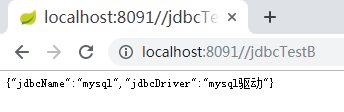 localhost:8091//jdbcTe
localhost:8091//jdbcTestB
{"jdbcName":"mysql","jdbcDriver":"mysql驱动"}